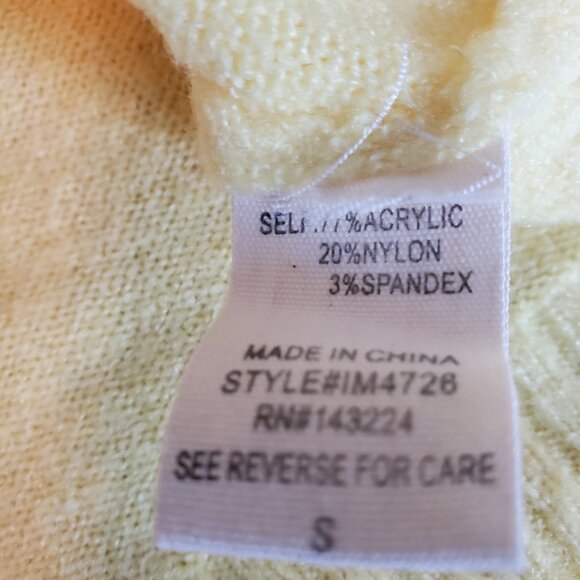 SELF:77%ACRYLIC
20%NYLON
3%SPANDEX
MADE IN CHINA
STYLE#IM4726
RN#143224
SEE REVERSE FOR CARE
S